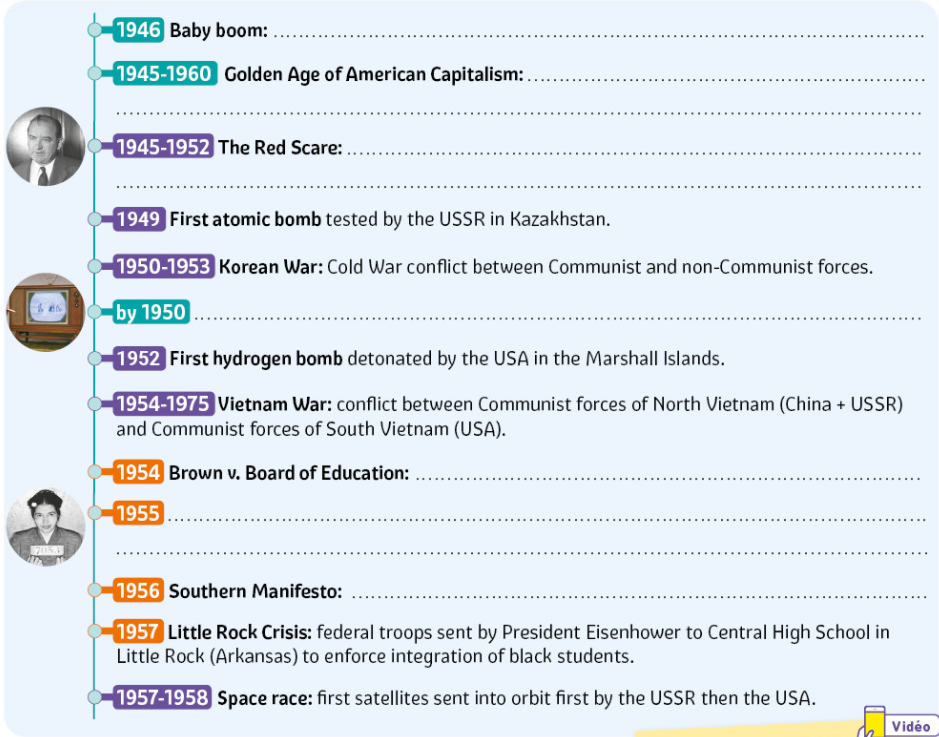 1946 Baby boom: ................................................................
1945-1960 Golden Age of American Capitalism: ................................................................
................................................................
1945-1952 The Red Scare: ................................................................
................................................................
1949 First atomic bomb tested by the USSR in Kazakhstan.
1950-1953 Korean War: Cold War conflict between Communist and non-Communist forces.
by 1950 ................................................................
1952 First hydrogen bomb detonated by the USA in the Marshall Islands.
1954-1975 Vietnam War: conflict between Communist forces of North Vietnam (China + USSR)
and Communist forces of South Vietnam (USA).
1954 Brown v. Board of Education: ................................................................
1955 ................................................................
................................................................
1956 Southern Manifesto: ................................................................
1957 Little Rock Crisis: federal troops sent by President Eisenhower to Central High School in
Little Rock (Arkansas) to enforce integration of black students.
1957-1958 Space race: first satellites sent into orbit first by the USSR then the USA.
Vidéo